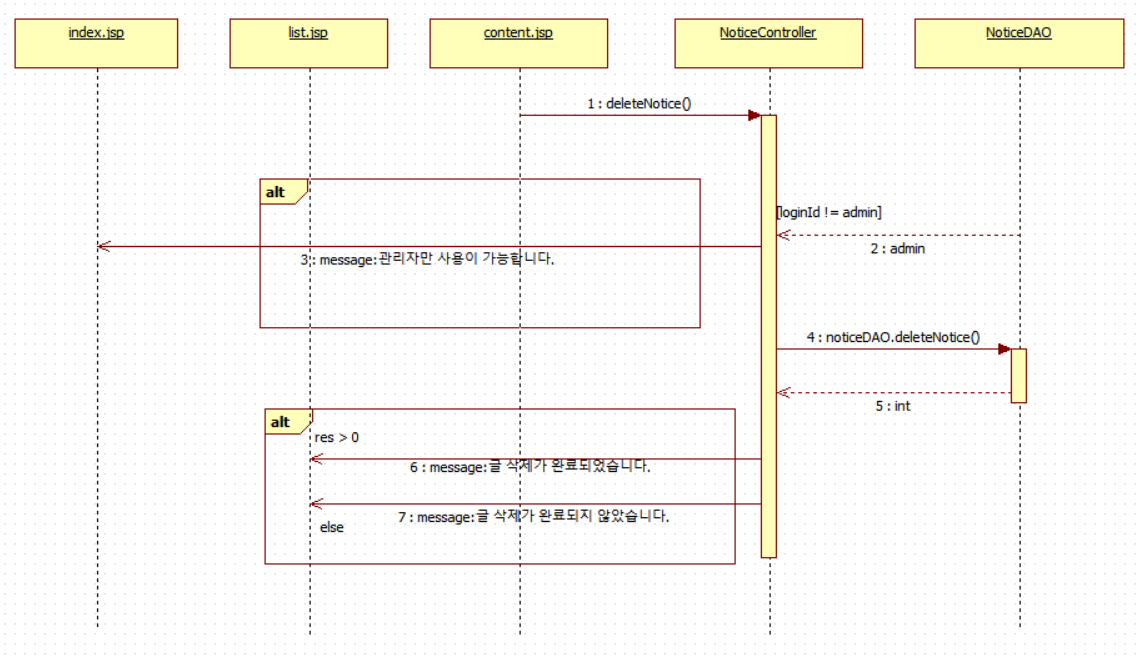 index.jsp
list.jsp
content.jsp
NoticeController
NoticeDAO
1 : deleteNotice()
alt
[loginId != admin]
2 : admin
3 : message:관리자만 사용이 가능합니다.
4 : noticeDAO.deleteNotice()
5 : int
alt
res > 0
6 : message:글 삭제가 완료되었습니다.
7 : message:글 삭제가 완료되지 않았습니다.
else